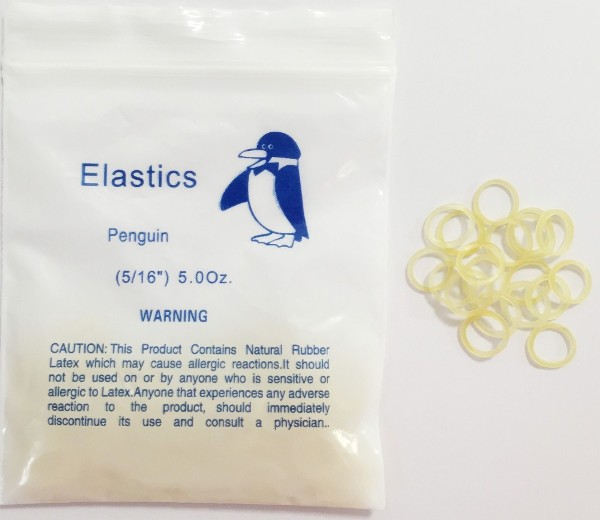 Elastics
Penguin
(5/16") 5.0Oz.
WARNING
CAUTION: This Product Contains Natural Rubber
Latex which may cause allergic reactions.It should
not be used on or by anyone who is sensitive or
allergic to Latex.Anyone that experiences any adverse
reaction to the product, should immediately
discontinue its use and consult a physician..